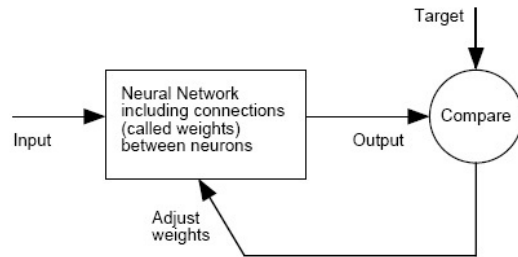 Target
Neural Network
including connections
(called weights)
between neurons
Compare
Input
Output
Adjust
weights